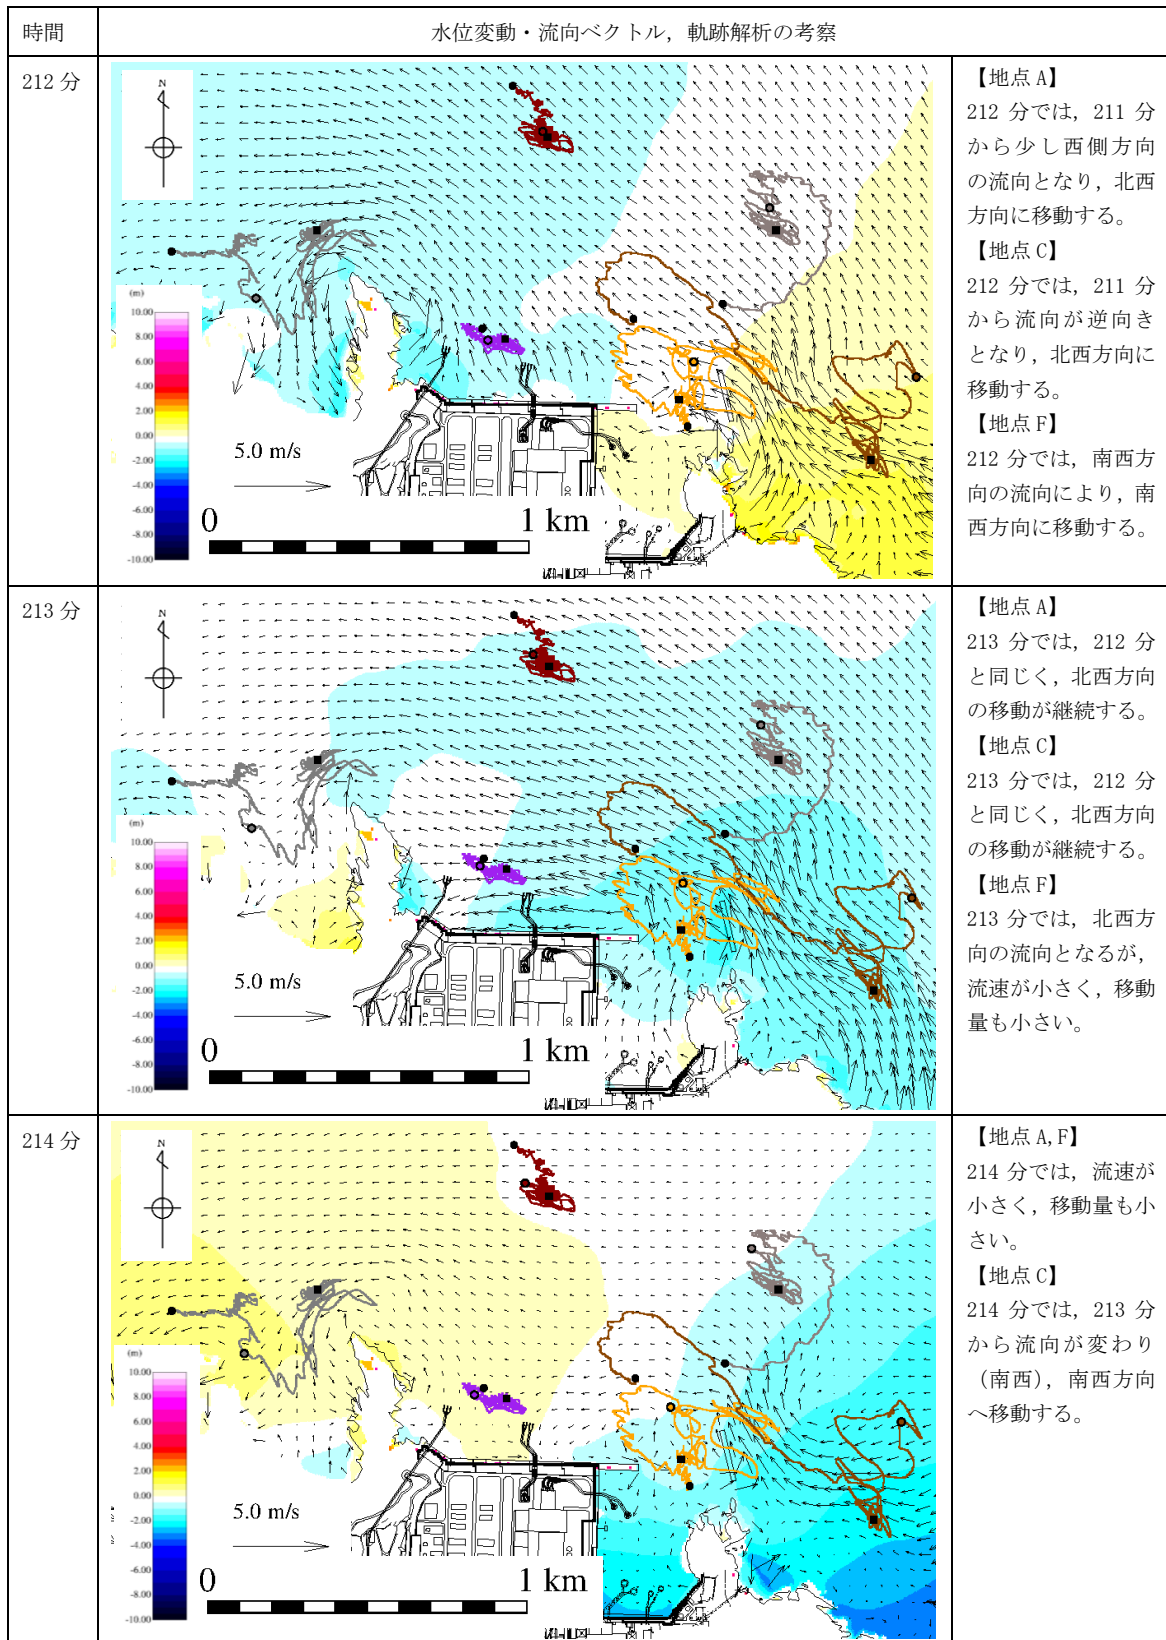 時間
水位変動・流向ベクトル，軌跡解析の考察
212 分
N
(m)
10.00
8.00
6.00
4.00
2.00
0.00
-2.00
-4.00
-6.00
-8.00
-10.00
5.0 m/s
0
1 km
【地点 A】
212 分では，211 分
から少し西側方向
の流向となり，北西
方向に移動する。
【地点 C】
212 分では，211 分
から流向が逆向き
となり，北西方向に
移動する。
【地点 F】
212 分では，南西方
向の流向により，南
西方向に移動する。
213 分
N
(m)
10.00
8.00
6.00
4.00
2.00
0.00
-2.00
-4.00
-6.00
-8.00
-10.00
5.0 m/s
0
1 km
【地点 A】
213 分では，212 分
と同じく，北西方向
の移動が継続する。
【地点 C】
213 分では，212 分
と同じく，北西方向
の移動が継続する。
【地点 F】
213 分では，北西方
向の流向となるが，
流速が小さく，移動
量も小さい。
214 分
N
(m)
10.00
8.00
6.00
4.00
2.00
0.00
-2.00
-4.00
-6.00
-8.00
-10.00
5.0 m/s
0
1 km
【地点 A,F】
214 分では，流速が
小さく，移動量も小
さい。
【地点 C】
214 分では，213 分
から流向が変わり
（南西），南西方向
へ移動する。